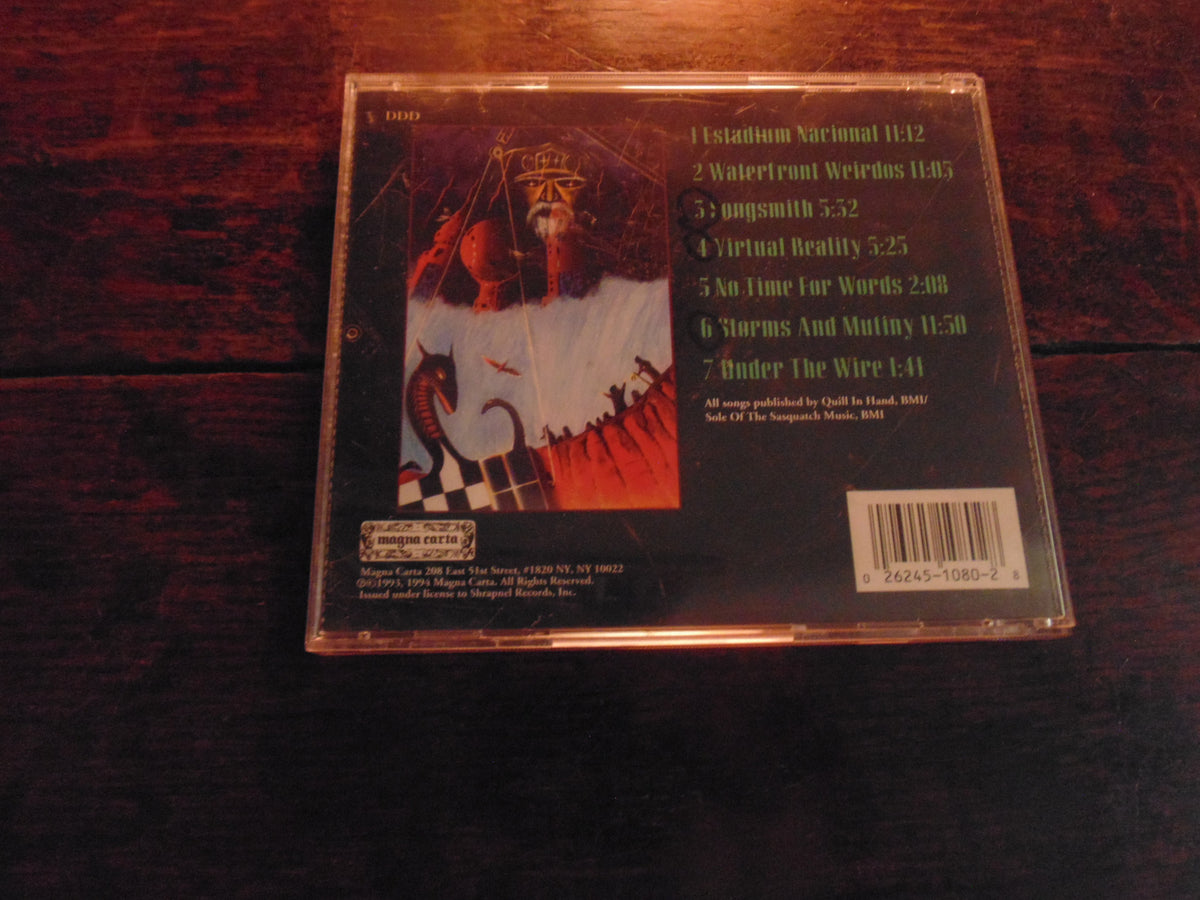 DDD
1 Estadium Nacional 11:12
2 Waterfront Weirdos 11:05
3 Songsmith 5:32
4 Virtual Reality 5:25
5 No Time For Words 2:08
6 Storms And Mutiny 11:50
7 Under The Wire 1:41
All songs published by Quill In Hand, BMI/
Sole Of The Sasquatch Music, BMI
magna carta
Magna Carta 208 East 51st Street, #1820 NY, NY 10022
℗©1993, 1994 Magna Carta. All Rights Reserved.
Issued under license to Shrapnel Records, Inc.
0 26245-1080-2 8